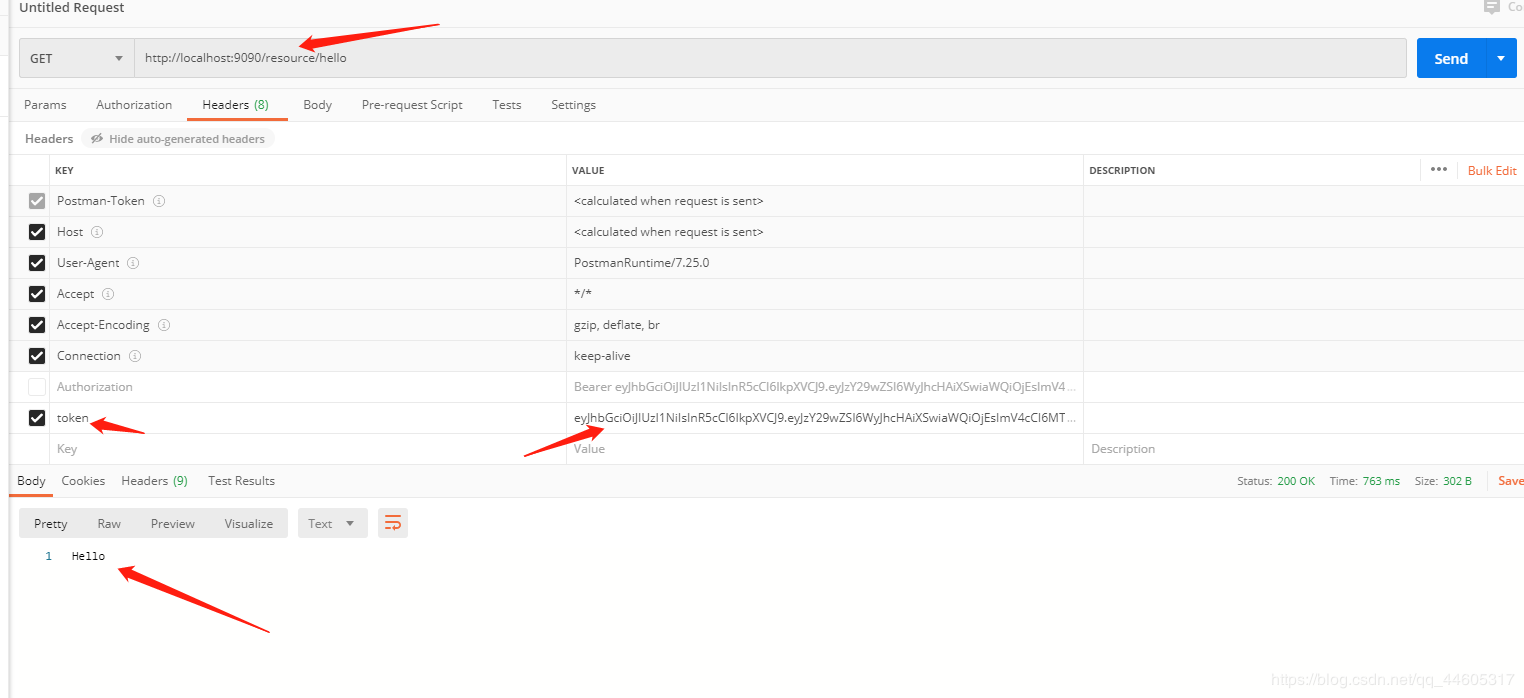 Untitled Request
Co
GET http://localhost:9090/resource/hello Send
Params Authorization Headers (8) Body Pre-request Script Tests Settings
Headers Hide auto-generated headers
KEY VALUE DESCRIPTION ••• Bulk Edit
Postman-Token <calculated when request is sent>
Host <calculated when request is sent>
User-Agent PostmanRuntime/7.25.0
Accept */*
Accept-Encoding gzip, deflate, br
Connection keep-alive
Authorization Bearer eyJhbGciOiJIUzI1NiIsInR5cCI6IkpXVCJ9.eyJzY29wZSI6WyJhcHAiXSwiaWQiOjEsImV4...
token eyJhbGciOiJIUzI1NiIsInR5cCI6IkpXVCJ9.eyJzY29wZSI6WyJhcHAiXSwiaWQiOjEsImV4cCI6MT...
Key Value Description
Body Cookies Headers (9) Test Results Status: 200 OK Time: 763 ms Size: 302 B Save
Pretty Raw Preview Visualize Text
1 Hello
https://blog.csdn.net/qq_44605317